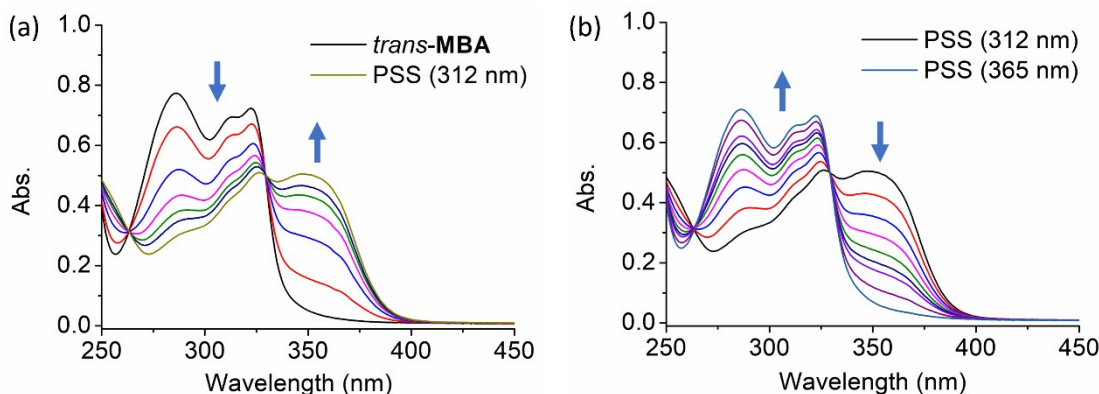 (a)
trans-MBA
PSS (312 nm)
1.0
0.8
0.6
0.4
0.2
0.0
Abs.
250 300 350 400 450
Wavelength (nm)
(b)
PSS (312 nm)
PSS (365 nm)
1.0
0.8
0.6
0.4
0.2
0.0
Abs.
250 300 350 400 450
Wavelength (nm)